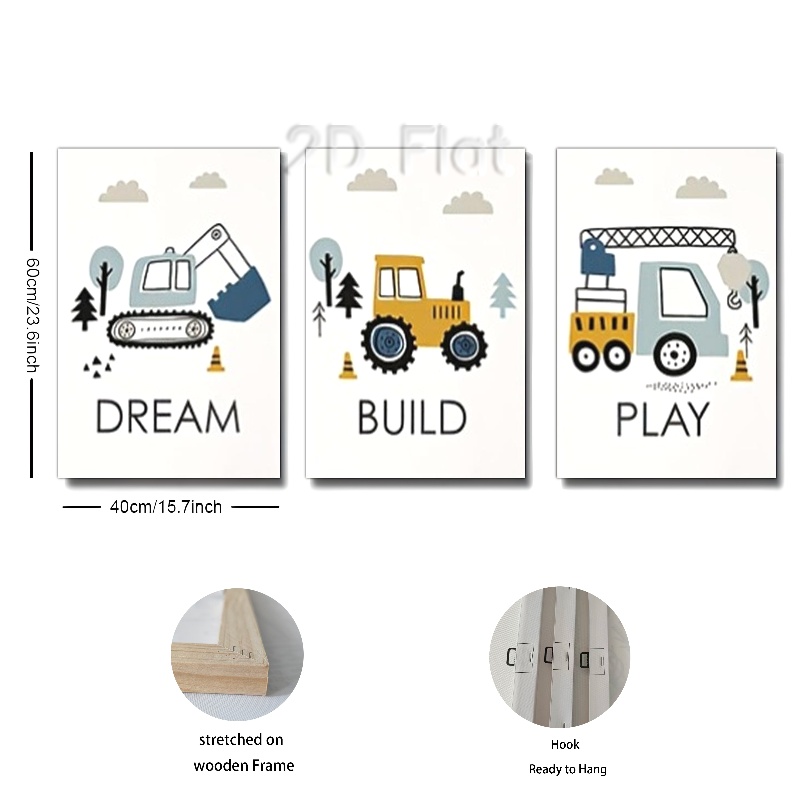 2D Flat
60cm/23.6inch
DREAM
BUILD
PLAY
40cm/15.7inch
stretched on
wooden Frame
Hook
Ready to Hang